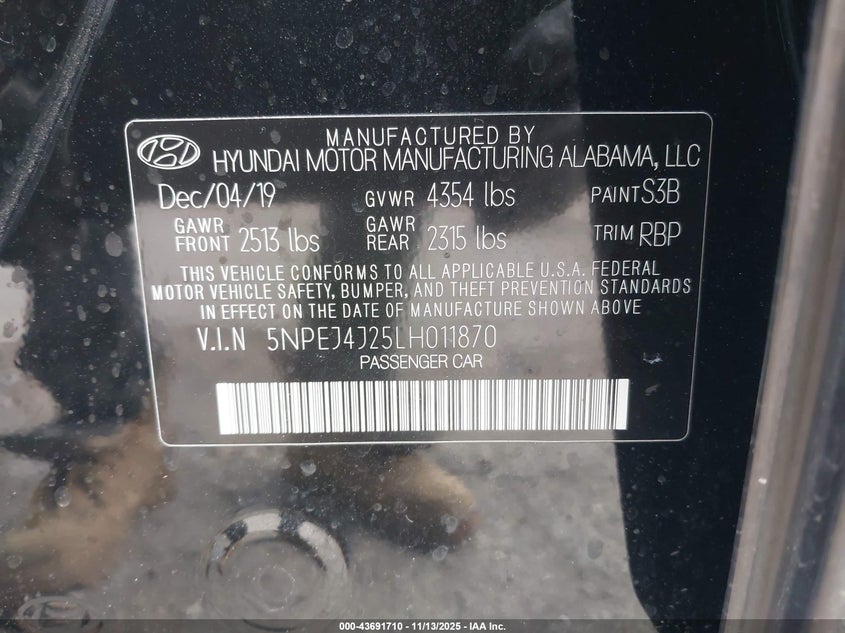 MANUFACTURED BY
HYUNDAI MOTOR MANUFACTURING ALABAMA, LLC
Dec/04/19 GVWR 4354 lbs PAINT S3B
GAWR FRONT 2513 lbs GAWR REAR 2315 lbs TRIM RBP
THIS VEHICLE CONFORMS TO ALL APPLICABLE U.S.A. FEDERAL
MOTOR VEHICLE SAFETY, BUMPER, AND THEFT PREVENTION STANDARDS
IN EFFECT ON THE DATE OF MANUFACTURE SHOWN ABOVE
V.I.N 5NPEJ4J25LH011870
PASSENGER CAR
000-43691710 - 11/13/2025 - IAA Inc.